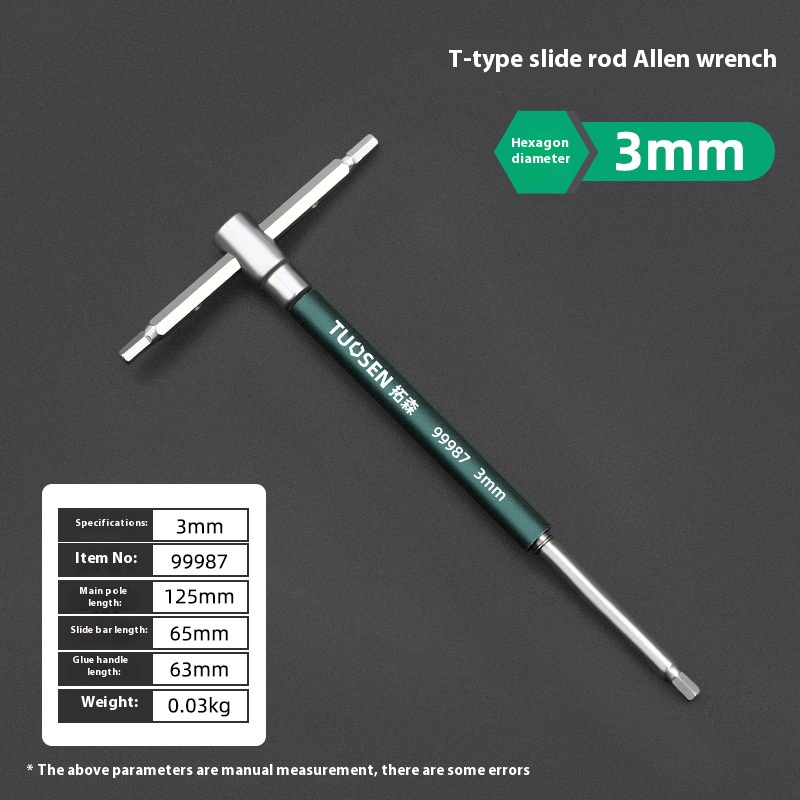 T-type slide rod Allen wrench
Hexagon
diameter
3mm
TUOSEN 拓森
99987 3mm
Specifications: 3mm
Item No: 99987
Main pole
length: 125mm
Slide bar length: 65mm
Glue handle
length: 63mm
Weight: 0.03kg
* The above parameters are manual measurement, there are some errors